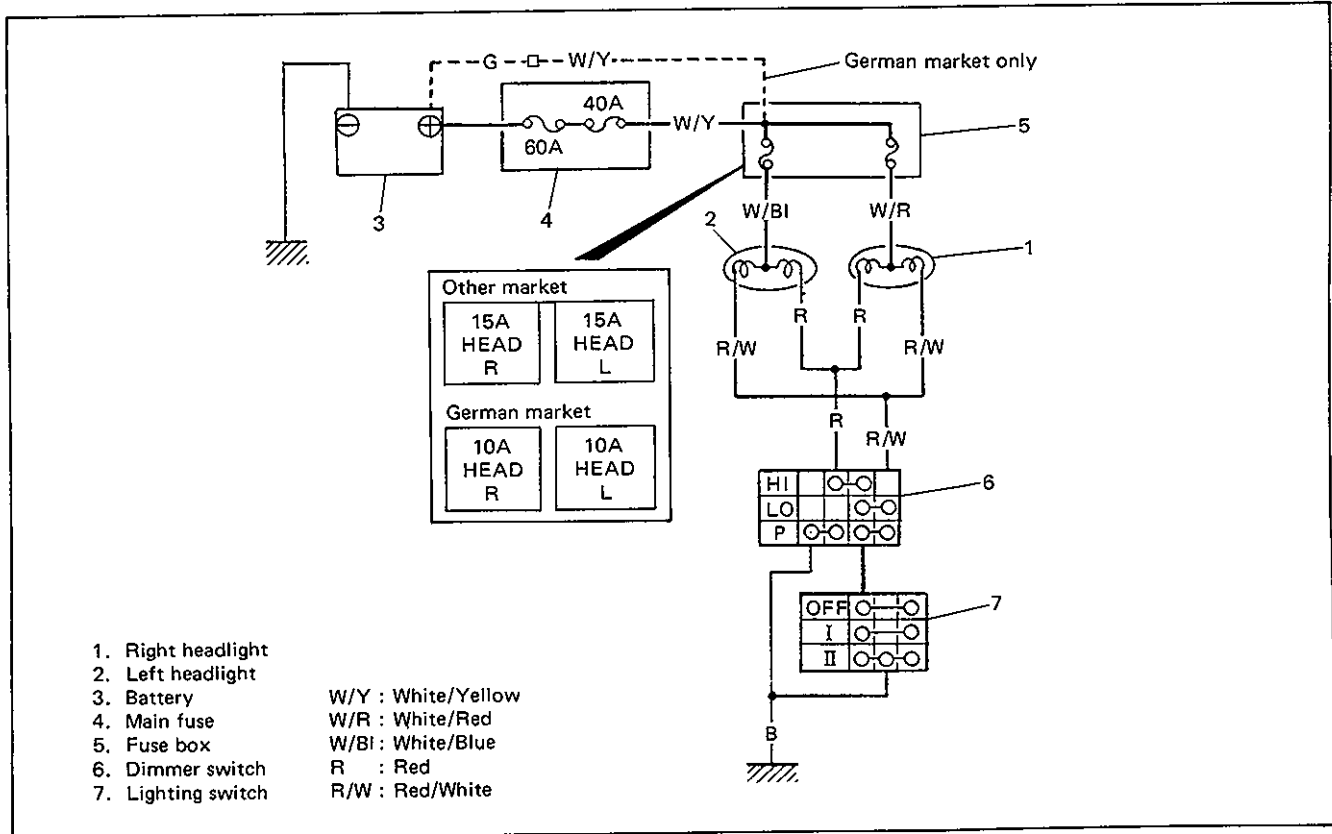 G
W/Y
German market only
40A
60A
W/Y
5
3
4
W/Bl
W/R
2
1
Other market
15A
HEAD
R
15A
HEAD
L
German market
10A
HEAD
R
10A
HEAD
L
R
R
R/W
R/W
R
R/W
HI
LO
P
6
OFF
I
II
7
B
1. Right headlight
2. Left headlight
3. Battery
4. Main fuse
5. Fuse box
6. Dimmer switch
7. Lighting switch
W/Y : White/Yellow
W/R : White/Red
W/Bl : White/Blue
R : Red
R/W : Red/White